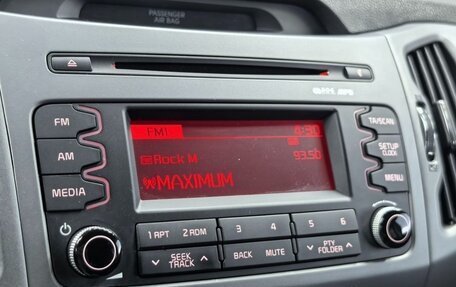 PASSENGER
AIR BAG
FM
AM
MEDIA
FM1
4:30
Rock M
93.50
MAXIMUM
TA/SCAN
SETUP
CLOCK
MENU
1 RPT 2 RDM 3 4 5 6
SEEK
TRACK
BACK MUTE
PTY
FOLDER